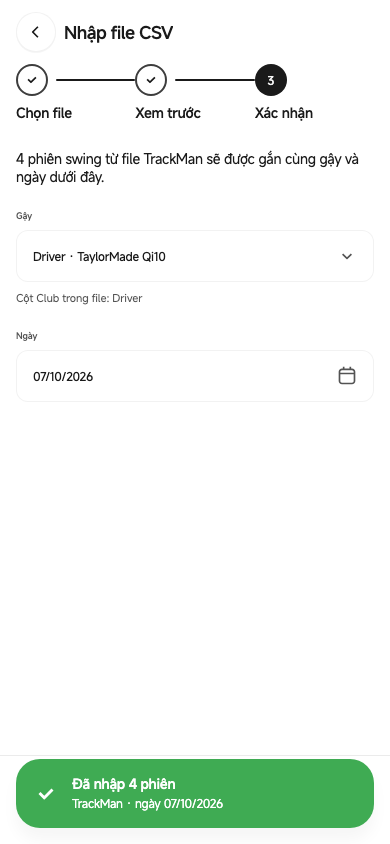 Nhập file CSV
3
Chọn file
Xem trước
Xác nhận
4 phiên swing từ file TrackMan sẽ được gắn cùng gậy và
ngày dưới đây.
Gậy
Driver · TaylorMade Qi10
Cột Club trong file: Driver
Ngày
07/10/2026
Đã nhập 4 phiên
TrackMan · ngày 07/10/2026